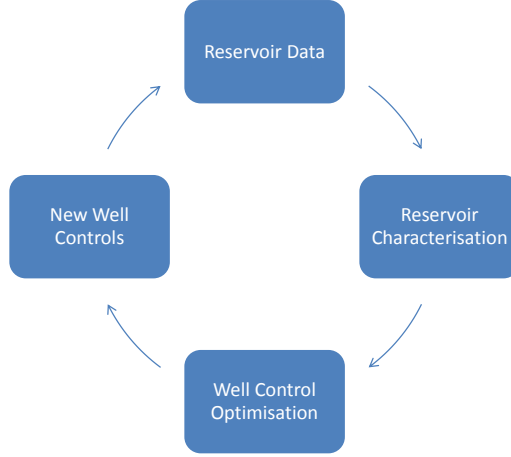 Reservoir Data
Reservoir
Characterisation
Well Control
Optimisation
New Well
Controls